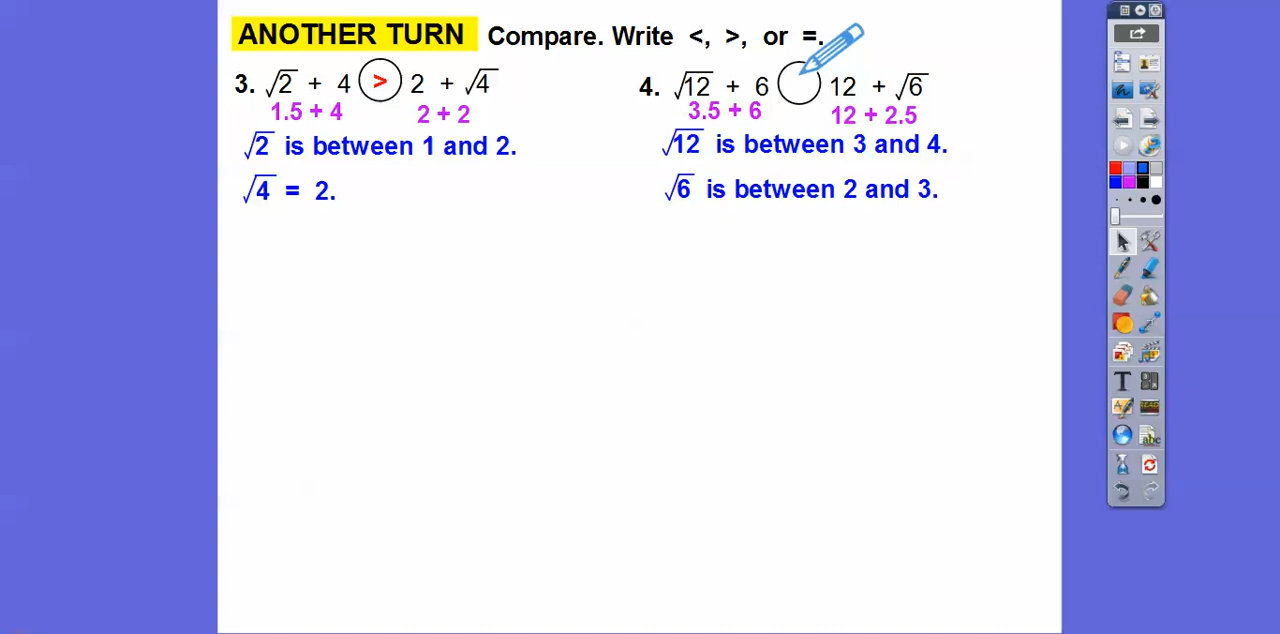 ANOTHER TURN Compare. Write <, >, or =.
3. √2 + 4 > 2 + √4
1.5 + 4 2 + 2
√2 is between 1 and 2.
√4 = 2.
4. √12 + 6 12 + √6
3.5 + 6 12 + 2.5
√12 is between 3 and 4.
√6 is between 2 and 3.